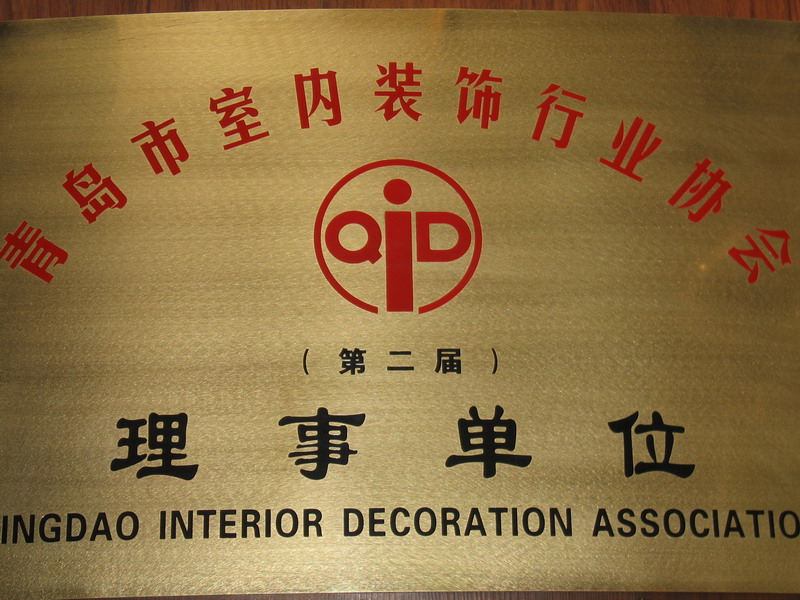 青岛市室内装饰行业协会
QiD
(第二届)
理事单位
INGDAO INTERIOR DECORATION ASSOCIATIO